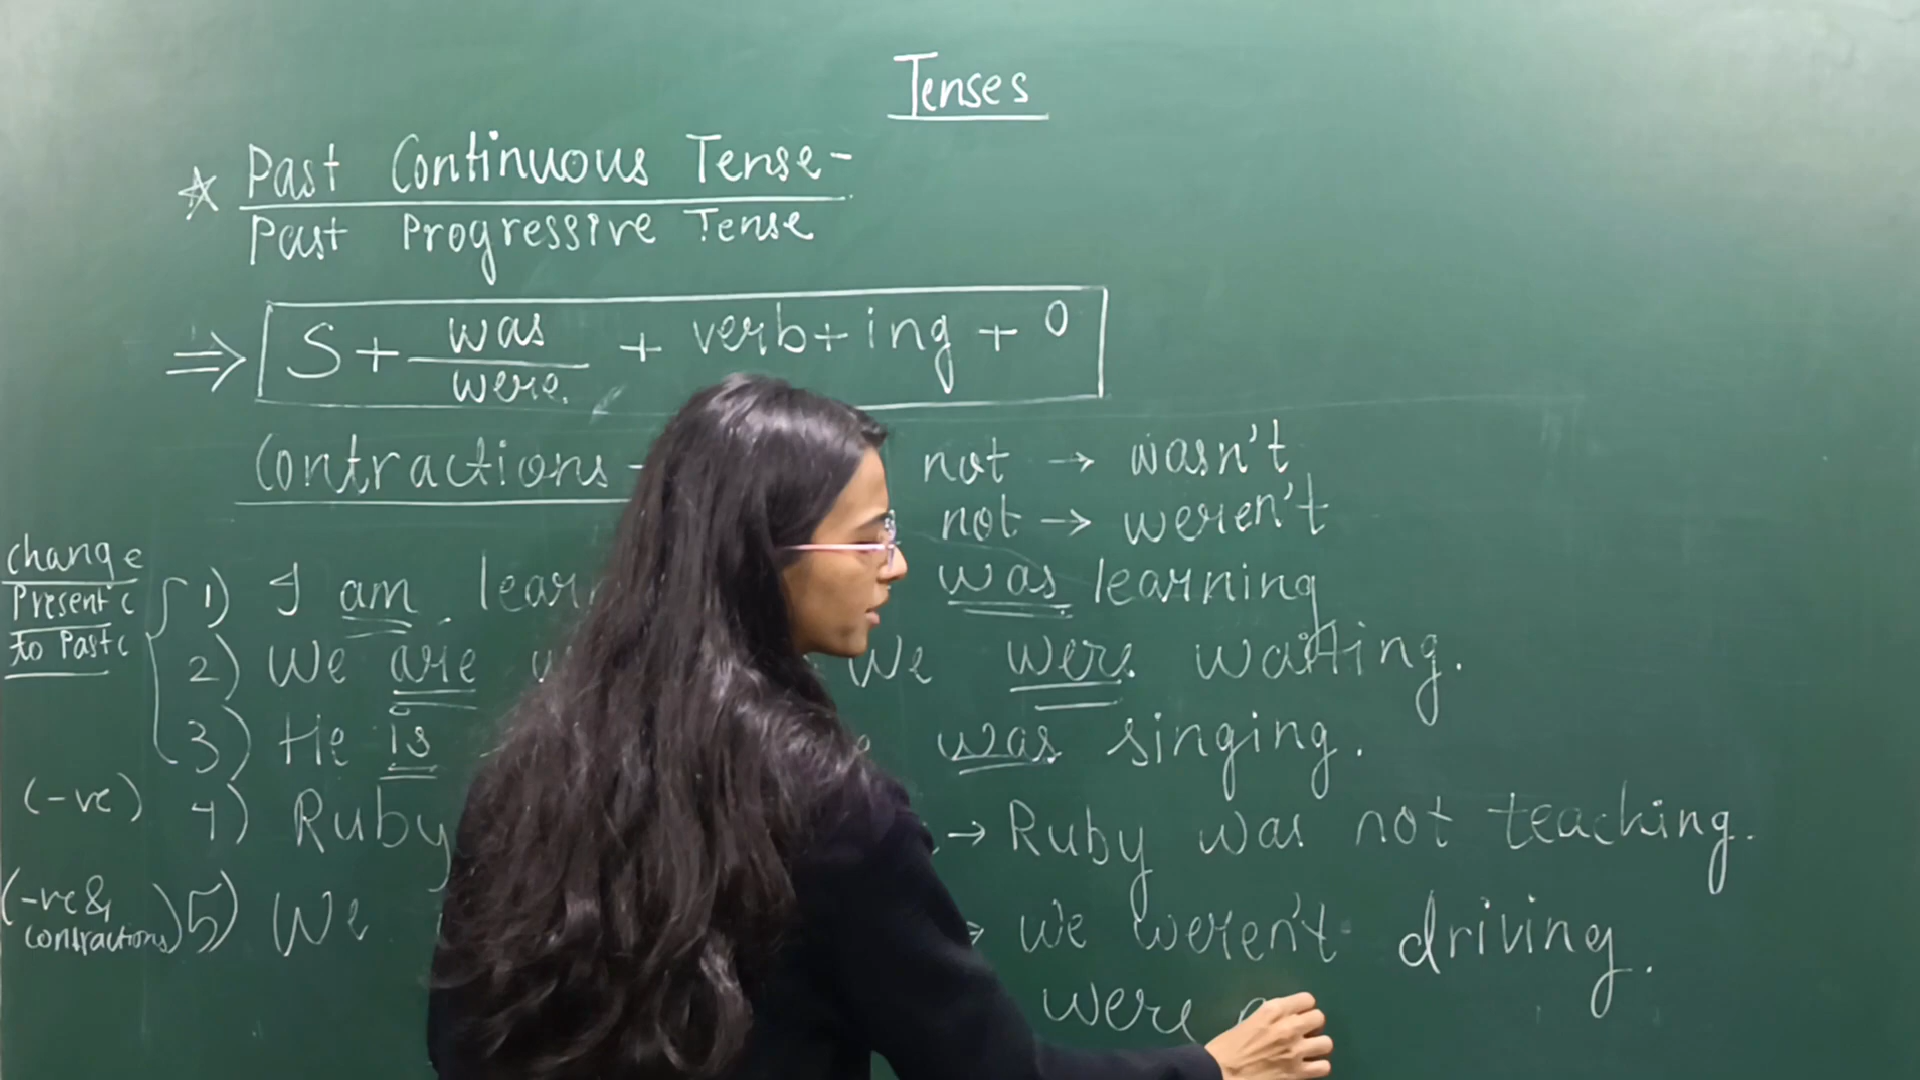 Tenses
☆ Past Continuous Tense-
Past Progressive Tense
⇒ S + was + verb + ing + O
were.
Contractions - not → wasn't
not → weren't
change
Present C
to Past C
1) I am was learning
2) We are We were waiting.
3) He is was singing.
(-ve) 4) Ruby → Ruby was not teaching.
(-ve &
contractions) 5) We we weren't driving.
were